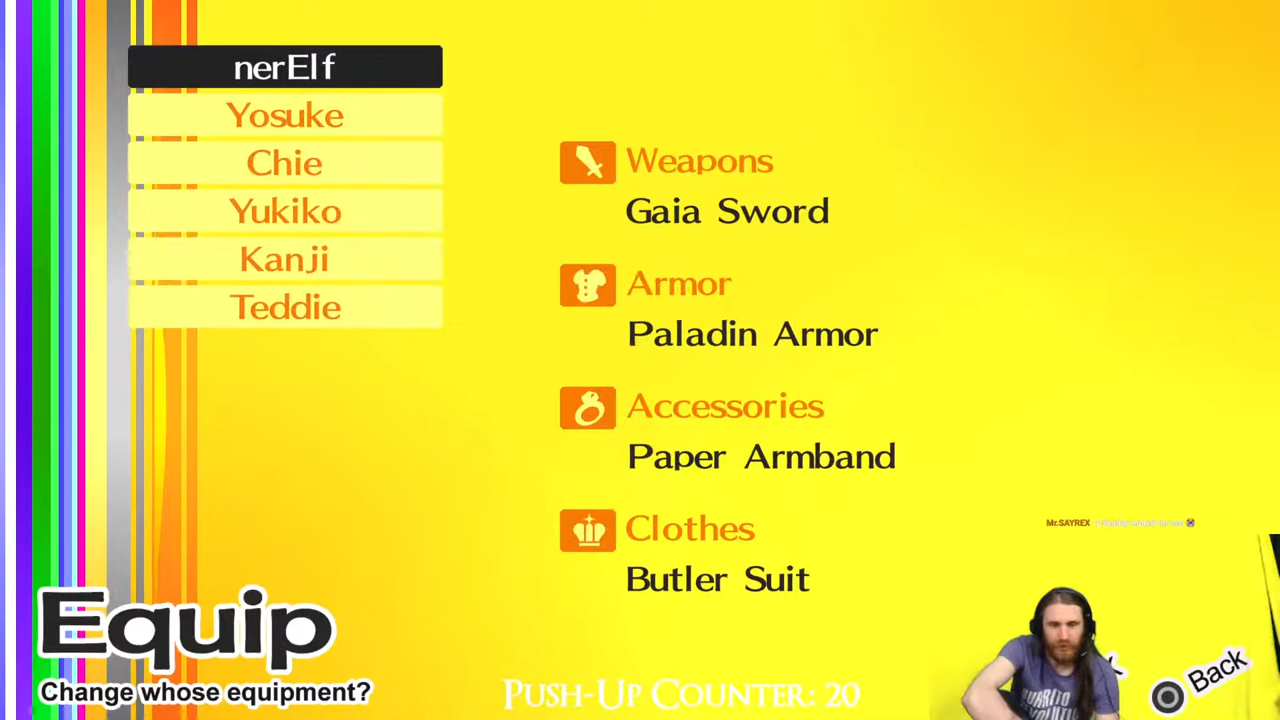 nerElf
Yosuke
Chie
Yukiko
Kanji
Teddie
Weapons
Gaia Sword
Armor
Paladin Armor
Accessories
Paper Armband
Clothes
Butler Suit
Mr.SAYREX
Equip
Change whose equipment?
PUSH-UP COUNTER: 20
Back